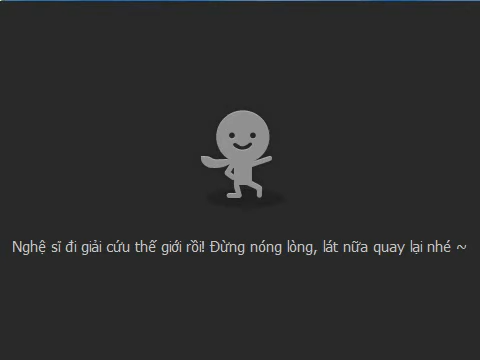 Nghệ sĩ đi giải cứu thế giới rồi! Đừng nóng lòng, lát nữa quay lại nhé ~